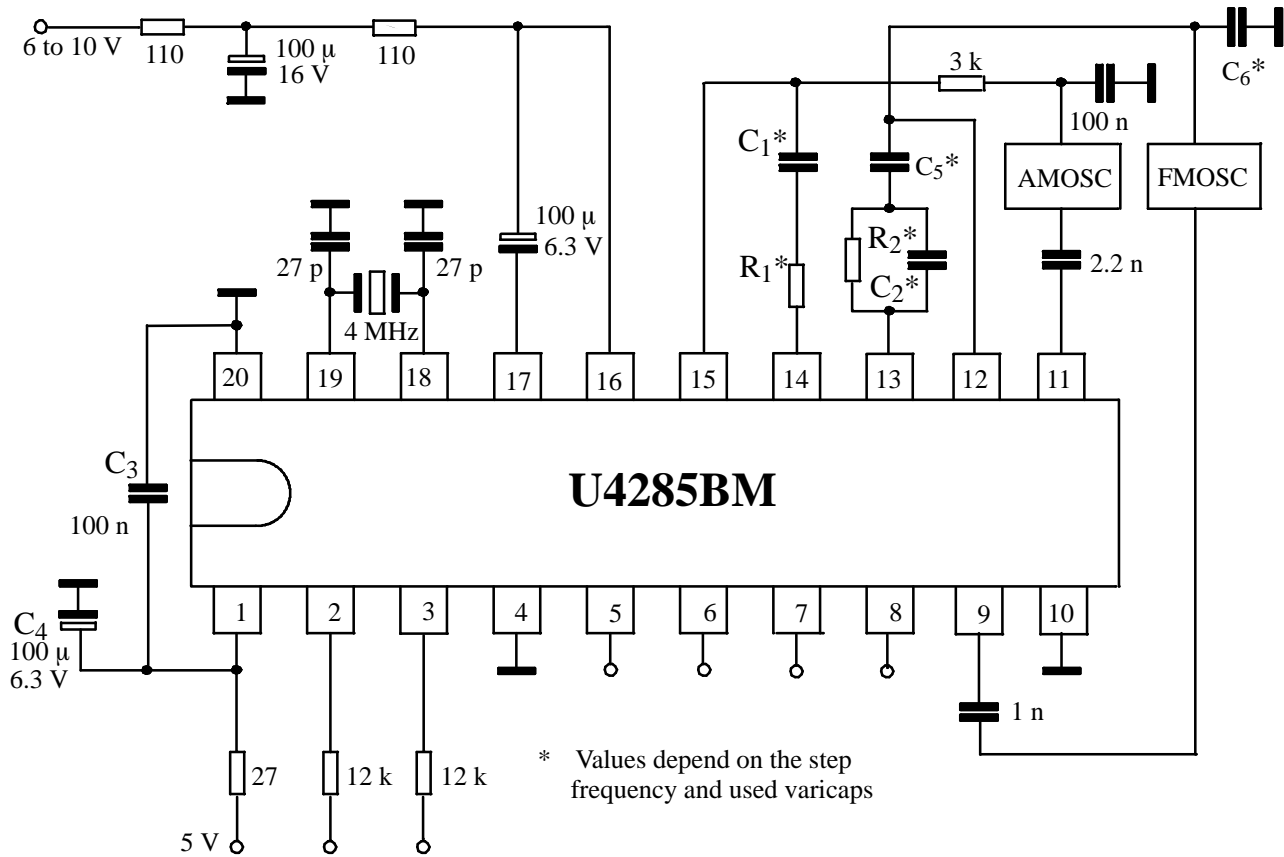 6 to 10 V
110
100 µ
16 V
110
3 k
C6*
100 n
C1*
C5*
AMOSC
FMOSC
100 µ
6.3 V
27 p
27 p
R1*
R2*
C2*
2.2 n
4 MHz
20
19
18
17
16
15
14
13
12
11
C3
100 n
U4285BM
1
2
3
4
5
6
7
8
9
10
C4
100 µ
6.3 V
1 n
27
12 k
12 k
5 V
* Values depend on the step
frequency and used varicaps